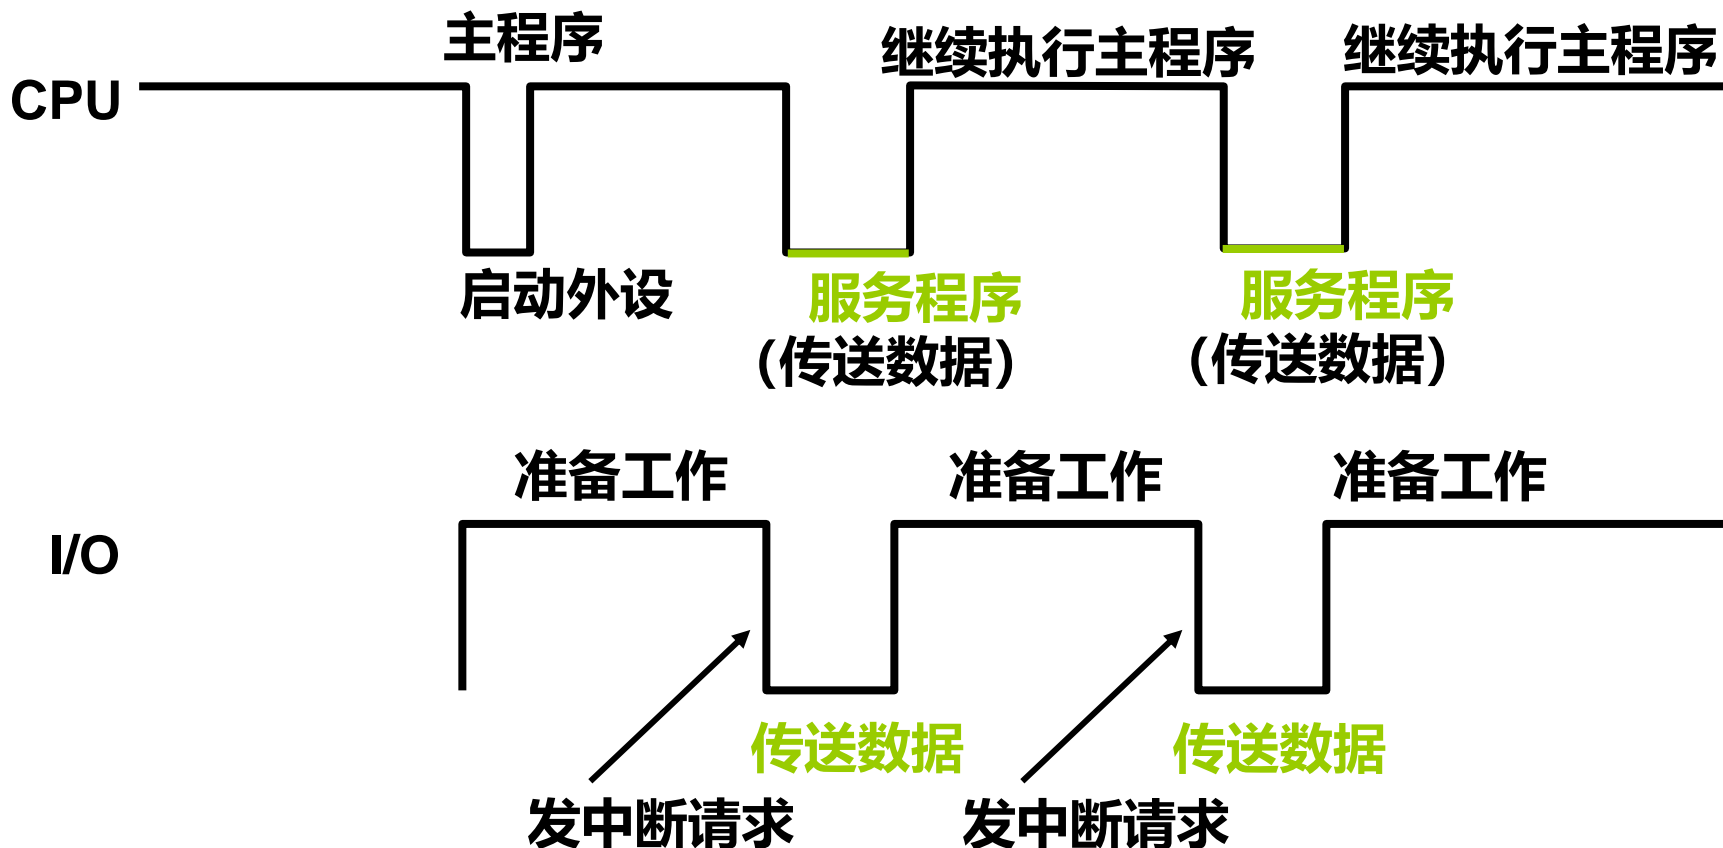 主程序
继续执行主程序
继续执行主程序
CPU
启动外设
服务程序
(传送数据)
服务程序
(传送数据)
准备工作
准备工作
准备工作
I/O
传送数据
传送数据
发中断请求
发中断请求